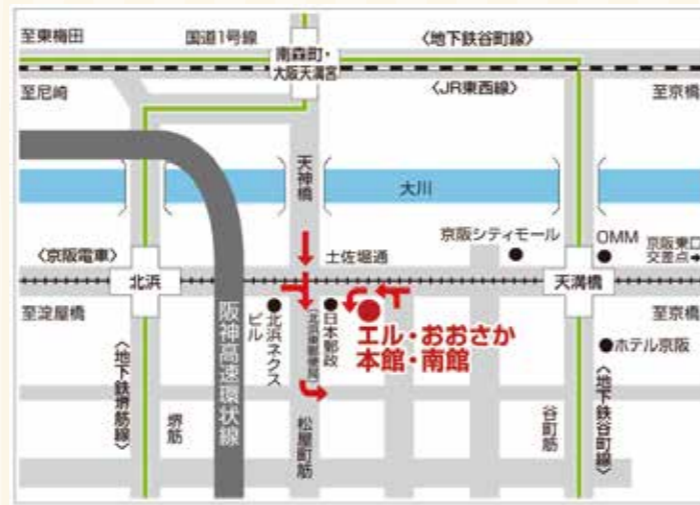 至東梅田
国道1号線
〈地下鉄谷町線〉
南森町・
大阪天満宮
至尼崎
〈JR東西線〉
至京橋
天神橋
大川
京阪シティモール
OMM
京阪東口
交差点➡
〈京阪電車〉
土佐堀通
北浜
天満橋
至淀屋橋
至京橋
阪神高速環状線
北浜ネクス
ビル
日本郵政
(北浜東郵便局)
エル・おおさか
本館・南館
ホテル京阪
〈地下鉄堺筋線〉
堺筋
松屋町筋
谷町筋
〈地下鉄谷町線〉